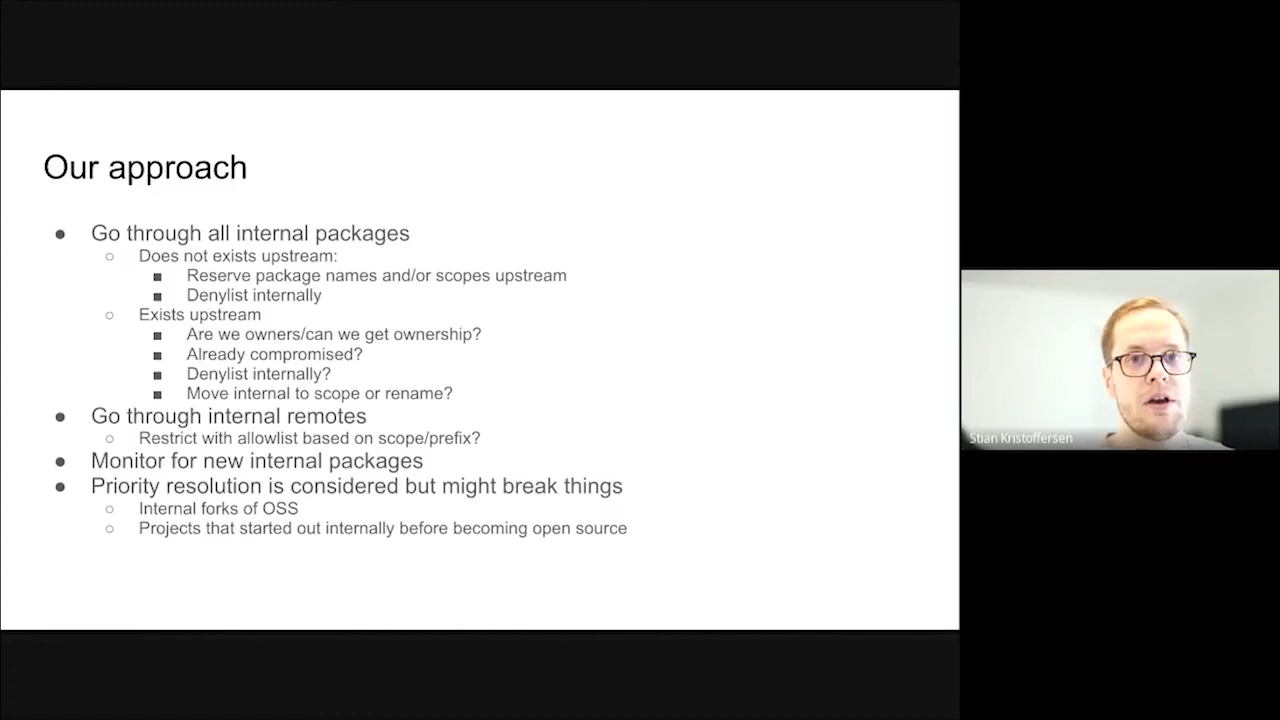 Our approach
● Go through all internal packages
○ Does not exists upstream:
■ Reserve package names and/or scopes upstream
■ Denylist internally
○ Exists upstream
■ Are we owners/can we get ownership?
■ Already compromised?
■ Denylist internally?
■ Move internal to scope or rename?
● Go through internal remotes
○ Restrict with allowlist based on scope/prefix?
● Monitor for new internal packages
● Priority resolution is considered but might break things
○ Internal forks of OSS
○ Projects that started out internally before becoming open source
Stian Kristoffersen